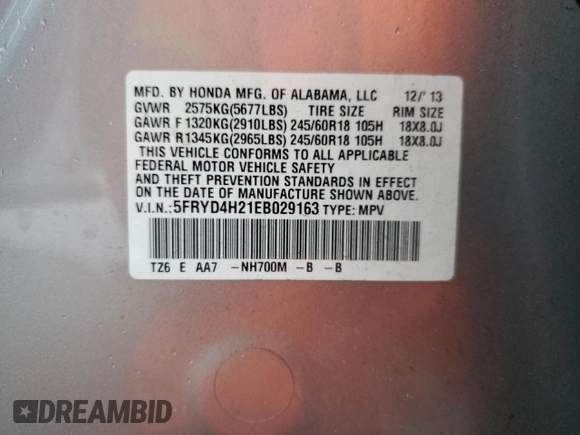 MFD. BY HONDA MFG. OF ALABAMA, LLC 12/'13
GVWR 2575KG(5677LBS) TIRE SIZE RIM SIZE
GAWR F1320KG(2910LBS) 245/60R18 105H 18X8.0J
GAWR R1345KG(2965LBS) 245/60R18 105H 18X8.0J
THIS VEHICLE CONFORMS TO ALL APPLICABLE
FEDERAL MOTOR VEHICLE SAFETY
AND THEFT PREVENTION STANDARDS IN EFFECT
ON THE DATE OF MANUFACTURE SHOWN ABOVE.
V.I.N.:5FRYD4H21EB029163 TYPE: MPV
TZ6 E AA7 -NH700M -B -B
DREAMBID